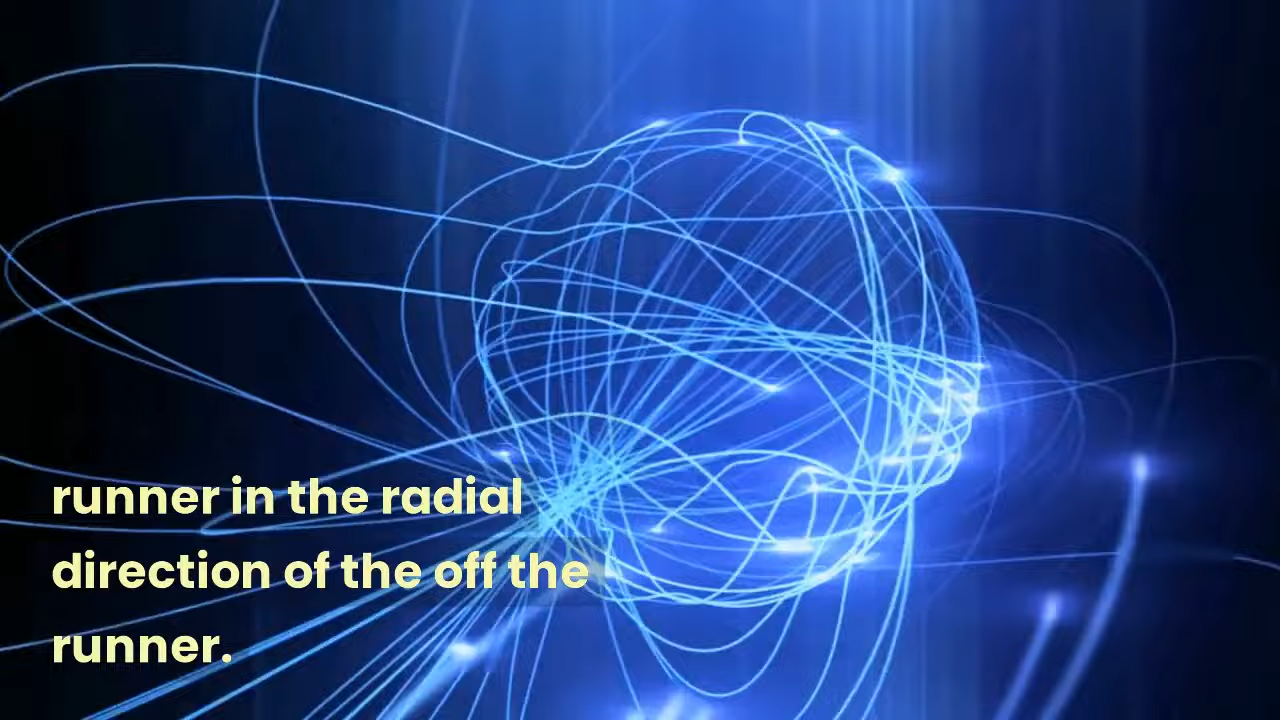 runner in the radial
direction of the off the
runner.